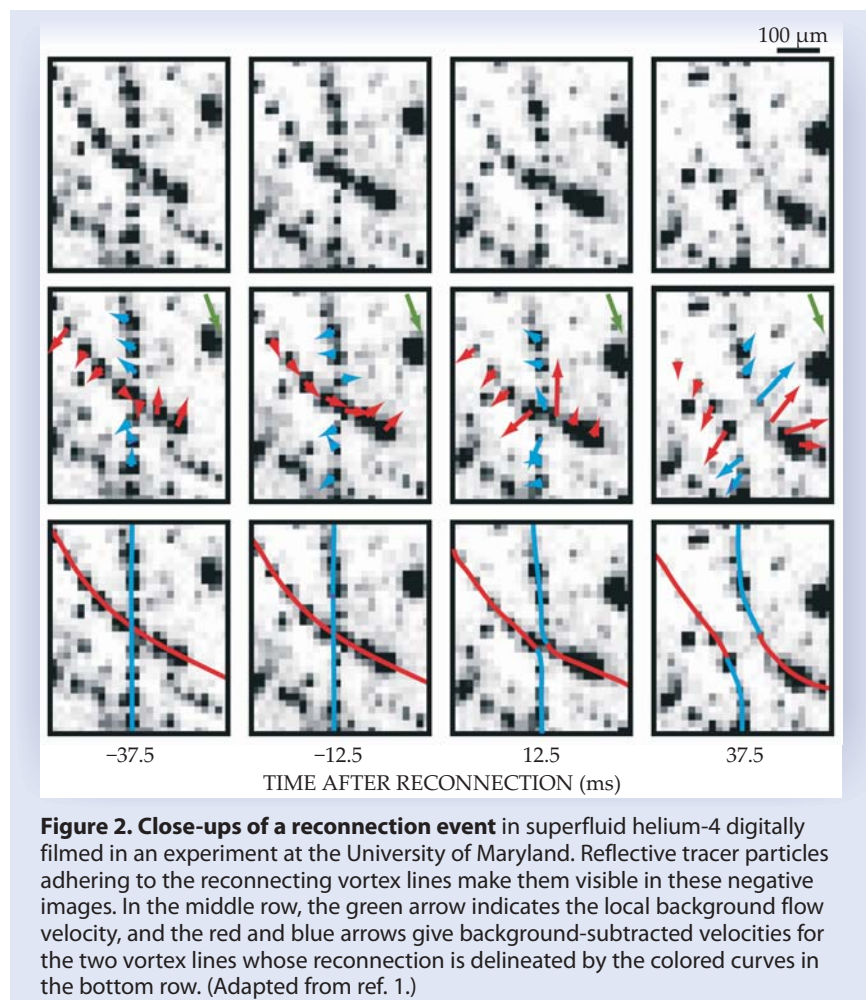 100 µm
−37.5
−12.5
12.5
37.5
TIME AFTER RECONNECTION (ms)
Figure 2. Close-ups of a reconnection event in superfluid helium-4 digitally
filmed in an experiment at the University of Maryland. Reflective tracer particles
adhering to the reconnecting vortex lines make them visible in these negative
images. In the middle row, the green arrow indicates the local background flow
velocity, and the red and blue arrows give background-subtracted velocities for
the two vortex lines whose reconnection is delineated by the colored curves in
the bottom row. (Adapted from ref. 1.)